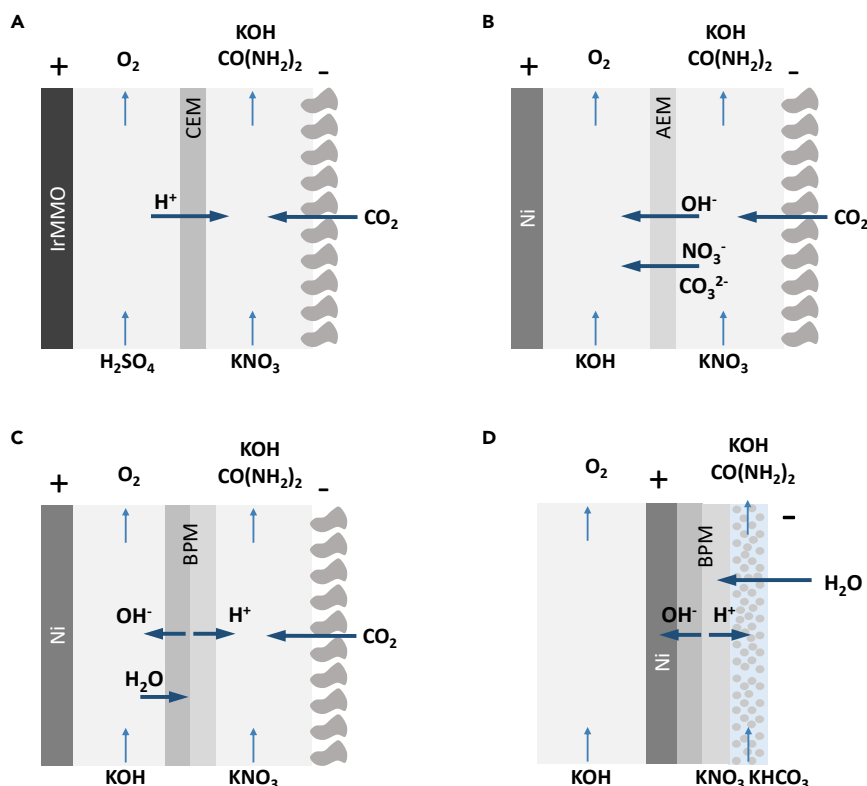 A
KOH
O₂
CO(NH₂)₂
+
-
CEM
IrMMO
H⁺
CO₂
H₂SO₄
KNO₃
B
KOH
O₂
CO(NH₂)₂
+
-
AEM
Ni
OH⁻
CO₂
NO₃⁻
CO₃²⁻
KOH
KNO₃
C
KOH
O₂
CO(NH₂)₂
+
-
BPM
Ni
OH⁻
H⁺
CO₂
H₂O
KOH
KNO₃
D
KOH
O₂
CO(NH₂)₂
+
-
BPM
H₂O
OH⁻
H⁺
Ni
KOH
KNO₃ KHCO₃